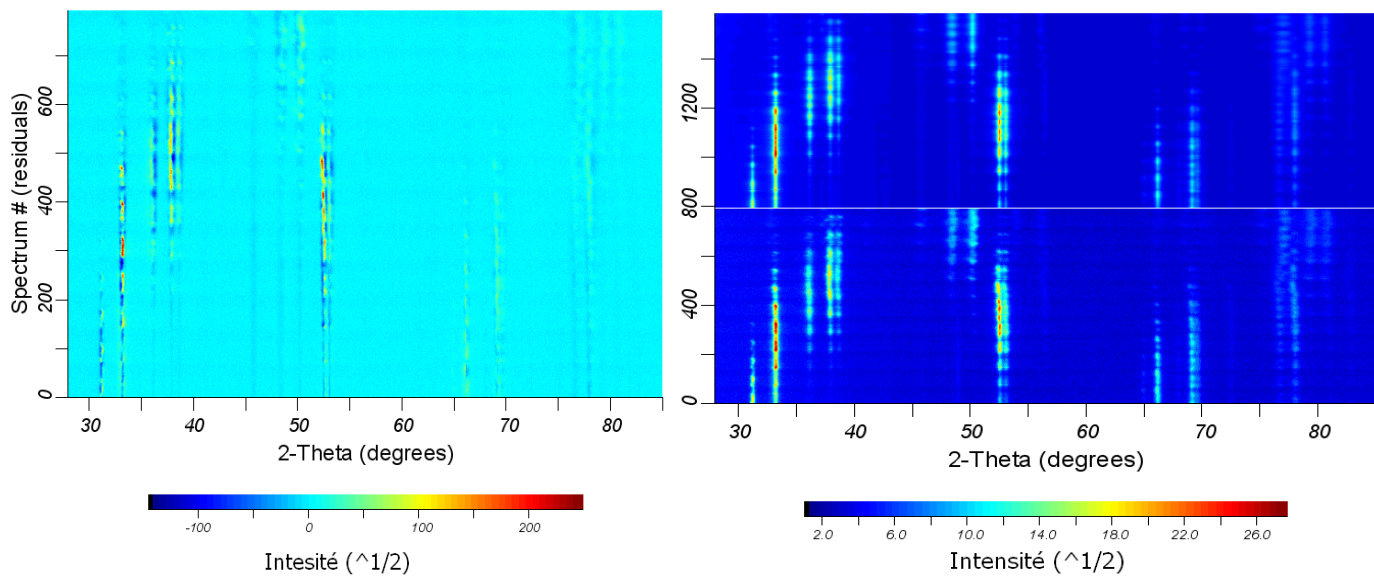 Spectrum # (residuals)
600
400
200
0
30 40 50 60 70 80
2-Theta (degrees)
-100 0 100 200
Intesité (^1/2)
1200
800
400
0
30 40 50 60 70 80
2-Theta (degrees)
2.0 6.0 10.0 14.0 18.0 22.0 26.0
Intensité (^1/2)